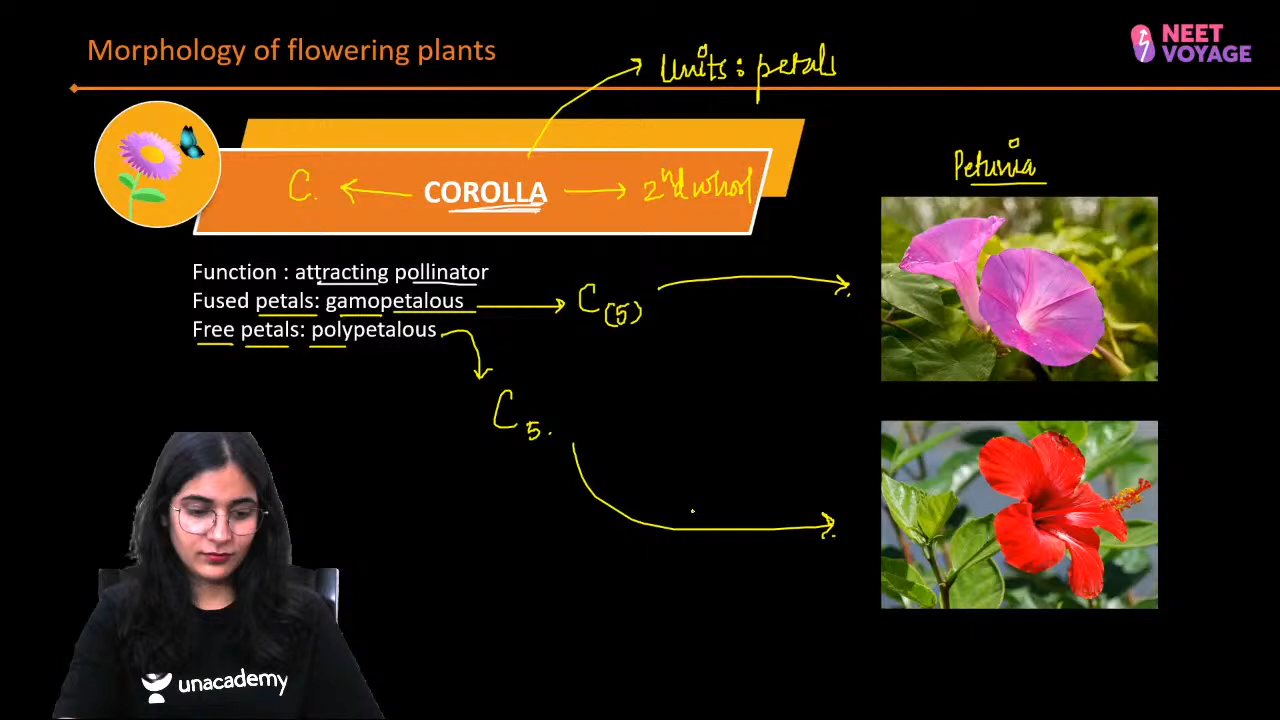 Morphology of flowering plants
NEET
VOYAGE
Units: petals
C. ← COROLLA → 2nd whorl
Petunia
Function : attracting pollinator
Fused petals: gamopetalous → C(5)
Free petals: polypetalous
C5.
unacademy